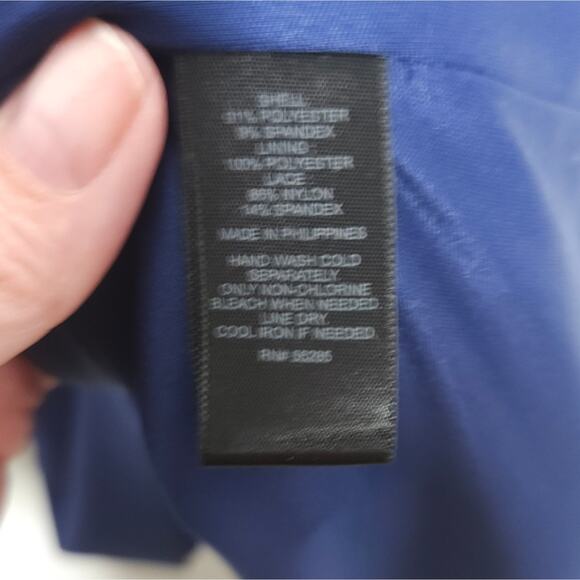 SHELL
91% POLYESTER
9% SPANDEX
LINING
100% POLYESTER
LACE
86% NYLON
14% SPANDEX
MADE IN PHILIPPINES
HAND WASH COLD
SEPARATELY
ONLY NON-CHLORINE
BLEACH WHEN NEEDED
LINE DRY
COOL IRON IF NEEDED
RN#